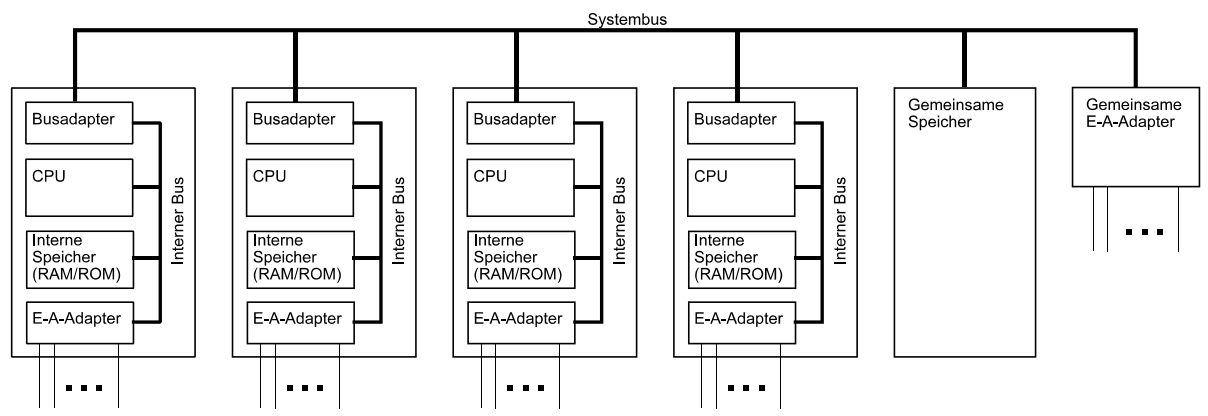 Systembus
Busadapter
CPU
Interne
Speicher
(RAM/ROM)
E-A-Adapter
Interner Bus
Busadapter
CPU
Interne
Speicher
(RAM/ROM)
E-A-Adapter
Interner Bus
Busadapter
CPU
Interne
Speicher
(RAM/ROM)
E-A-Adapter
Interner Bus
Busadapter
CPU
Interne
Speicher
(RAM/ROM)
E-A-Adapter
Interner Bus
Gemeinsame
Speicher
Gemeinsame
E-A-Adapter